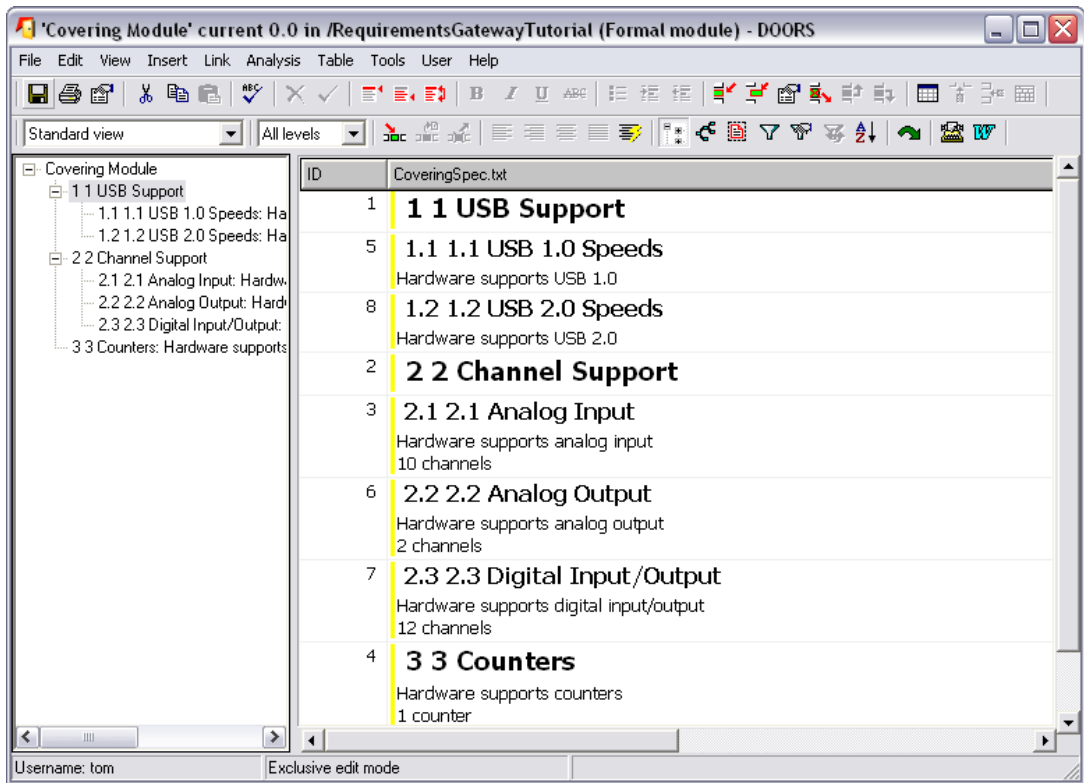 'Covering Module' current 0.0 in /RequirementsGatewayTutorial (Formal module) - DOORS
File Edit View Insert Link Analysis Table Tools User Help
ABC B I U ABC
Standard view All levels A Z W
Covering Module
1 1 USB Support
1.1 1.1 USB 1.0 Speeds: Ha
1.2 1.2 USB 2.0 Speeds: Ha
2 2 Channel Support
2.1 2.1 Analog Input: Hardw
2.2 2.2 Analog Output: Hard
2.3 2.3 Digital Input/Output:
3 3 Counters: Hardware supports
ID CoveringSpec.txt
1 1 1 USB Support
5 1.1 1.1 USB 1.0 Speeds
Hardware supports USB 1.0
8 1.2 1.2 USB 2.0 Speeds
Hardware supports USB 2.0
2 2 2 Channel Support
3 2.1 2.1 Analog Input
Hardware supports analog input
10 channels
6 2.2 2.2 Analog Output
Hardware supports analog output
2 channels
7 2.3 2.3 Digital Input/Output
Hardware supports digital input/output
12 channels
4 3 3 Counters
Hardware supports counters
1 counter
Username: tom Exclusive edit mode